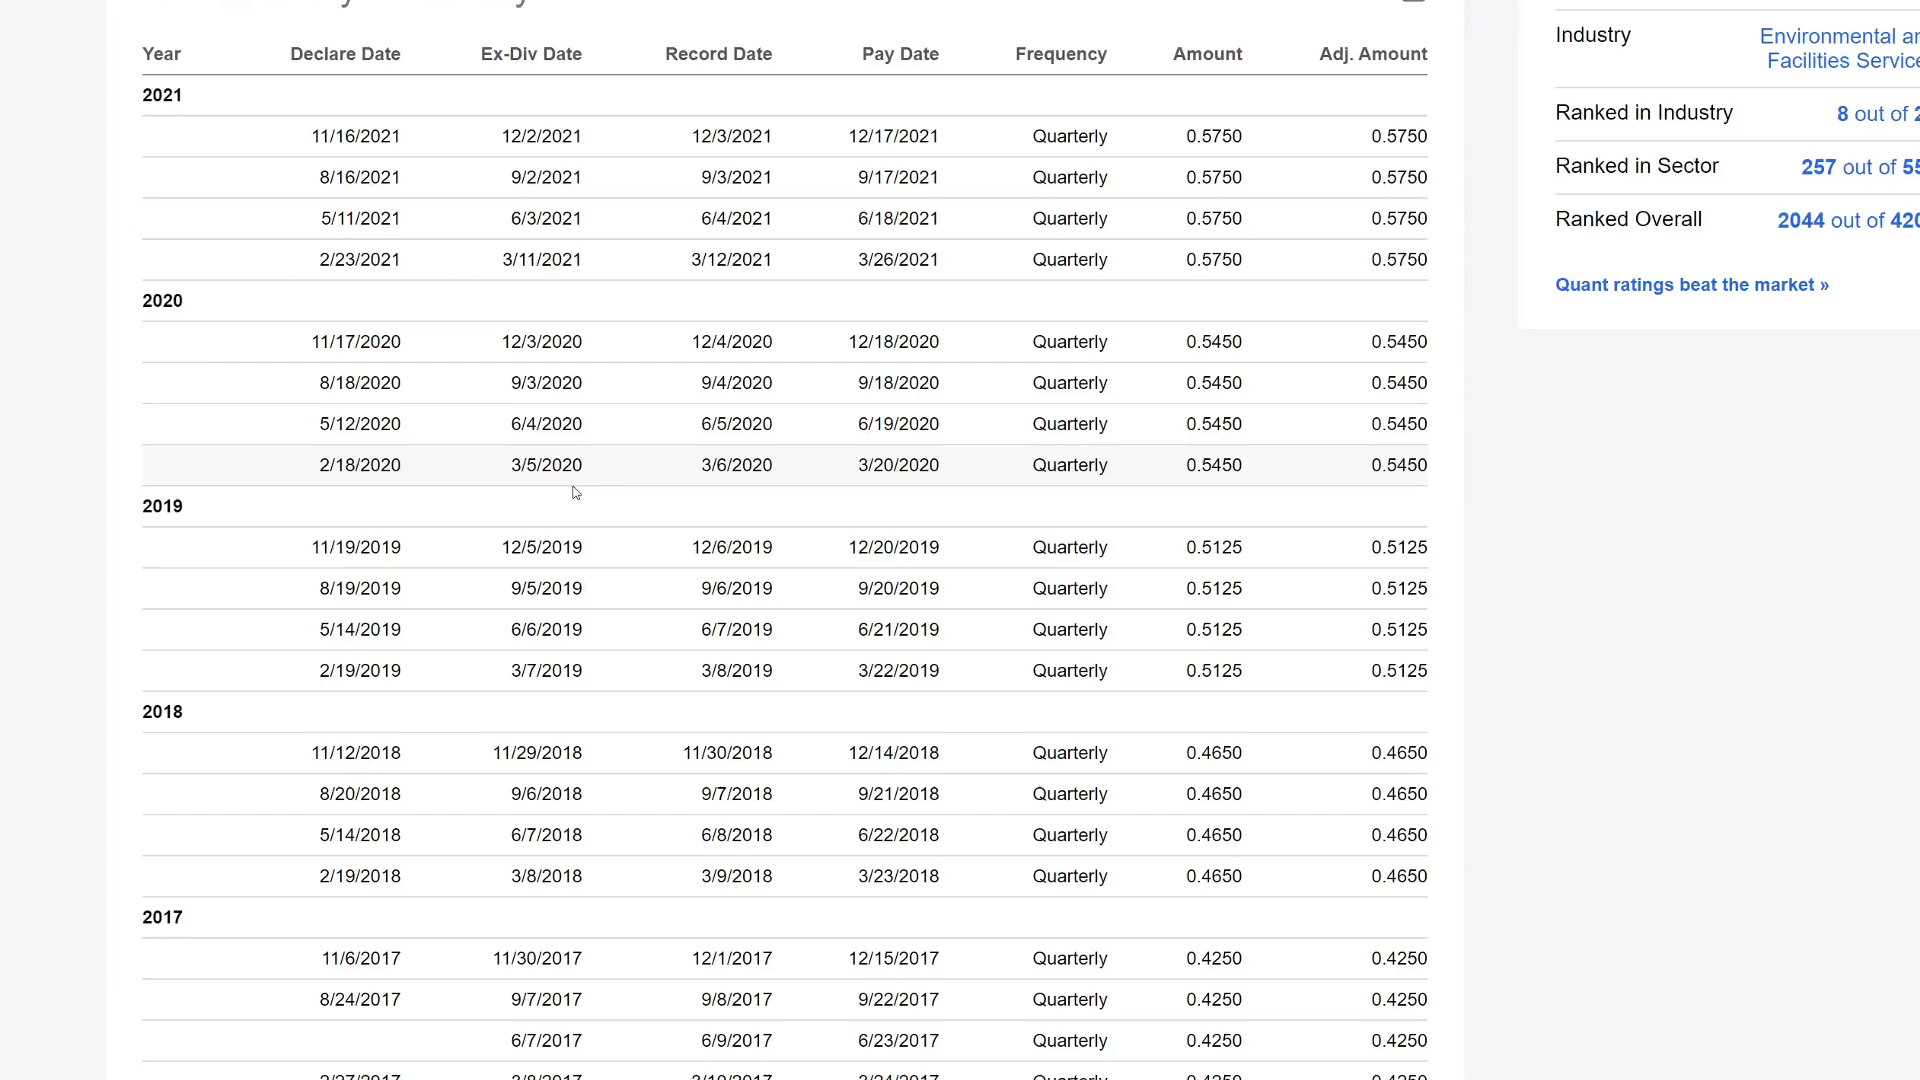 Year Declare Date Ex-Div Date Record Date Pay Date Frequency Amount Adj. Amount
2021
11/16/2021 12/2/2021 12/3/2021 12/17/2021 Quarterly 0.5750 0.5750
8/16/2021 9/2/2021 9/3/2021 9/17/2021 Quarterly 0.5750 0.5750
5/11/2021 6/3/2021 6/4/2021 6/18/2021 Quarterly 0.5750 0.5750
2/23/2021 3/11/2021 3/12/2021 3/26/2021 Quarterly 0.5750 0.5750
2020
11/17/2020 12/3/2020 12/4/2020 12/18/2020 Quarterly 0.5450 0.5450
8/18/2020 9/3/2020 9/4/2020 9/18/2020 Quarterly 0.5450 0.5450
5/12/2020 6/4/2020 6/5/2020 6/19/2020 Quarterly 0.5450 0.5450
2/18/2020 3/5/2020 3/6/2020 3/20/2020 Quarterly 0.5450 0.5450
2019
11/19/2019 12/5/2019 12/6/2019 12/20/2019 Quarterly 0.5125 0.5125
8/19/2019 9/5/2019 9/6/2019 9/20/2019 Quarterly 0.5125 0.5125
5/14/2019 6/6/2019 6/7/2019 6/21/2019 Quarterly 0.5125 0.5125
2/19/2019 3/7/2019 3/8/2019 3/22/2019 Quarterly 0.5125 0.5125
2018
11/12/2018 11/29/2018 11/30/2018 12/14/2018 Quarterly 0.4650 0.4650
8/20/2018 9/6/2018 9/7/2018 9/21/2018 Quarterly 0.4650 0.4650
5/14/2018 6/7/2018 6/8/2018 6/22/2018 Quarterly 0.4650 0.4650
2/19/2018 3/8/2018 3/9/2018 3/23/2018 Quarterly 0.4650 0.4650
2017
11/6/2017 11/30/2017 12/1/2017 12/15/2017 Quarterly 0.4250 0.4250
8/24/2017 9/7/2017 9/8/2017 9/22/2017 Quarterly 0.4250 0.4250
6/7/2017 6/9/2017 6/23/2017 Quarterly 0.4250 0.4250
Industry Environmental
Facilities
Ranked in Industry 8 out of
Ranked in Sector 257 out of
Ranked Overall 2044 out of
Quant ratings beat the market »